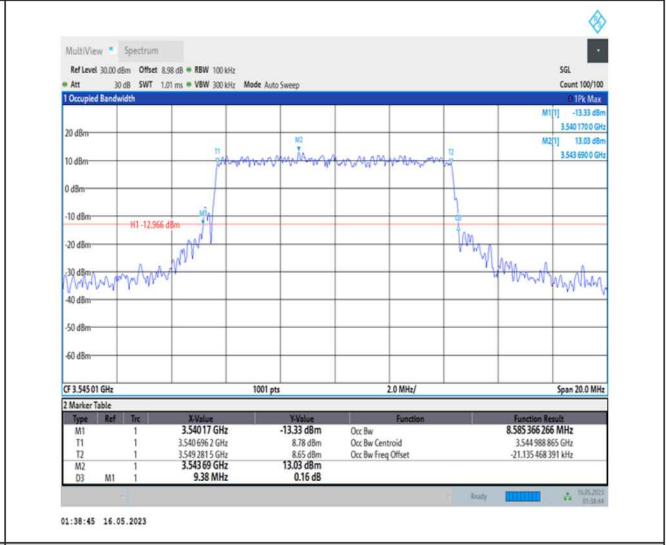 MultiView Spectrum
Ref Level 30.00 dBm Offset 8.98 dB RBW 100 kHz SGL
Att 30 dB SWT 1.01 ms VBW 300 kHz Mode Auto Sweep Count 100/100
1 Occupied Bandwidth 1Pk Max
M1[1] -13.33 dBm
3.540 170 0 GHz
M2[1] 13.03 dBm
3.543 690 0 GHz
20 dBm
M2
T1 T2
10 dBm
0 dBm
-10 dBm
M1
D3
H1 -12.966 dBm
-20 dBm
-30 dBm
-40 dBm
-50 dBm
-60 dBm
CF 3.545 01 GHz 1001 pts 2.0 MHz/ Span 20.0 MHz
2 Marker Table
Type Ref Trc X-Value Y-Value Function Function Result
M1 1 3.540 17 GHz -13.33 dBm Occ Bw 8.585 366 266 MHz
T1 1 3.540 696 2 GHz 8.78 dBm Occ Bw Centroid 3.544 988 865 GHz
T2 1 3.549 281 5 GHz 8.65 dBm Occ Bw Freq Offset -21.135 468 391 kHz
M2 1 3.543 69 GHz 13.03 dBm
D3 M1 1 9.38 MHz 0.16 dB
Ready 16.05.2023
01:38:44
01:38:45 16.05.2023